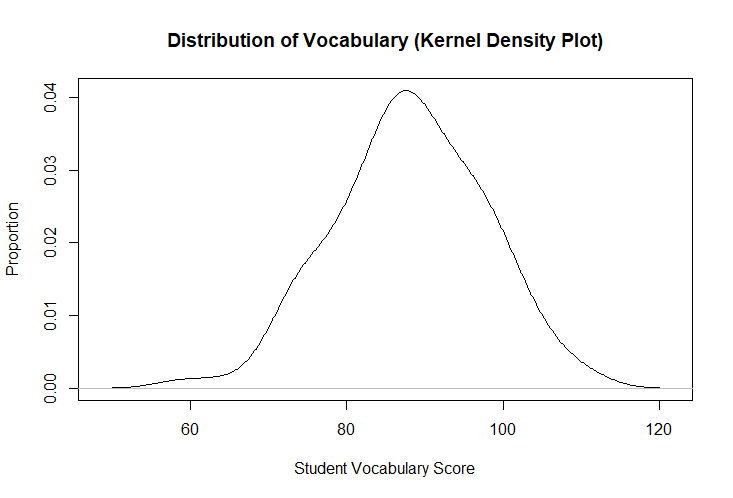 Distribution of Vocabulary (Kernel Density Plot)
0.04
0.03
0.02
0.01
0.00
Proportion
60 80 100 120
Student Vocabulary Score